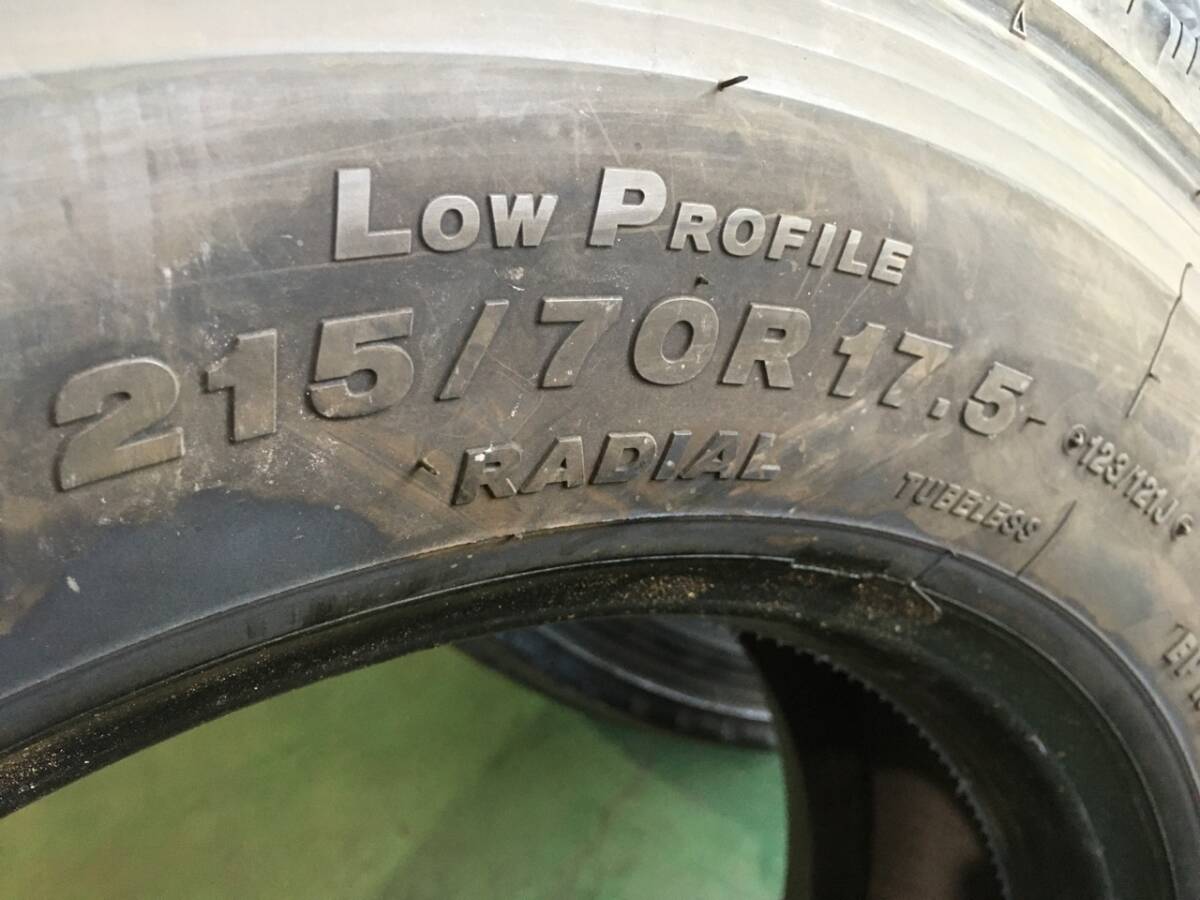 LOW PROFILE
215/70R17.5-
123/121J
RADIAL
TUBELESS